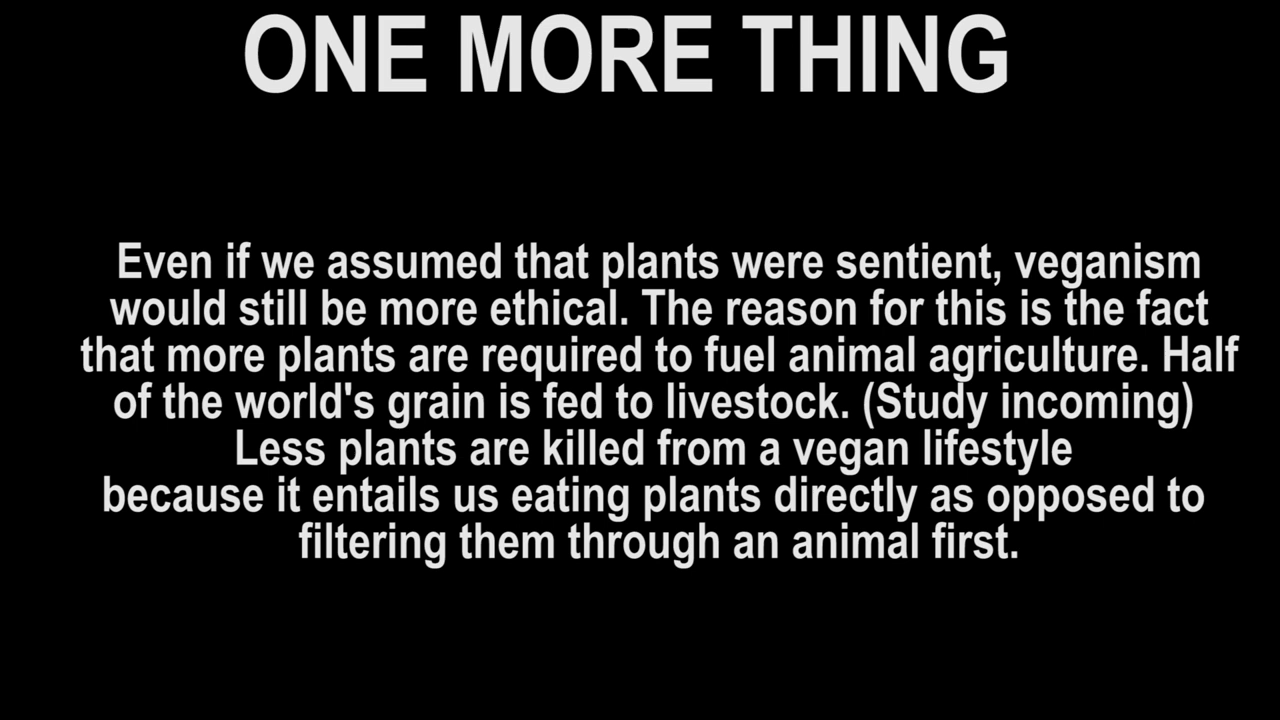 ONE MORE THING
Even if we assumed that plants were sentient, veganism
would still be more ethical. The reason for this is the fact
that more plants are required to fuel animal agriculture. Half
of the world's grain is fed to livestock. (Study incoming)
Less plants are killed from a vegan lifestyle
because it entails us eating plants directly as opposed to
filtering them through an animal first.